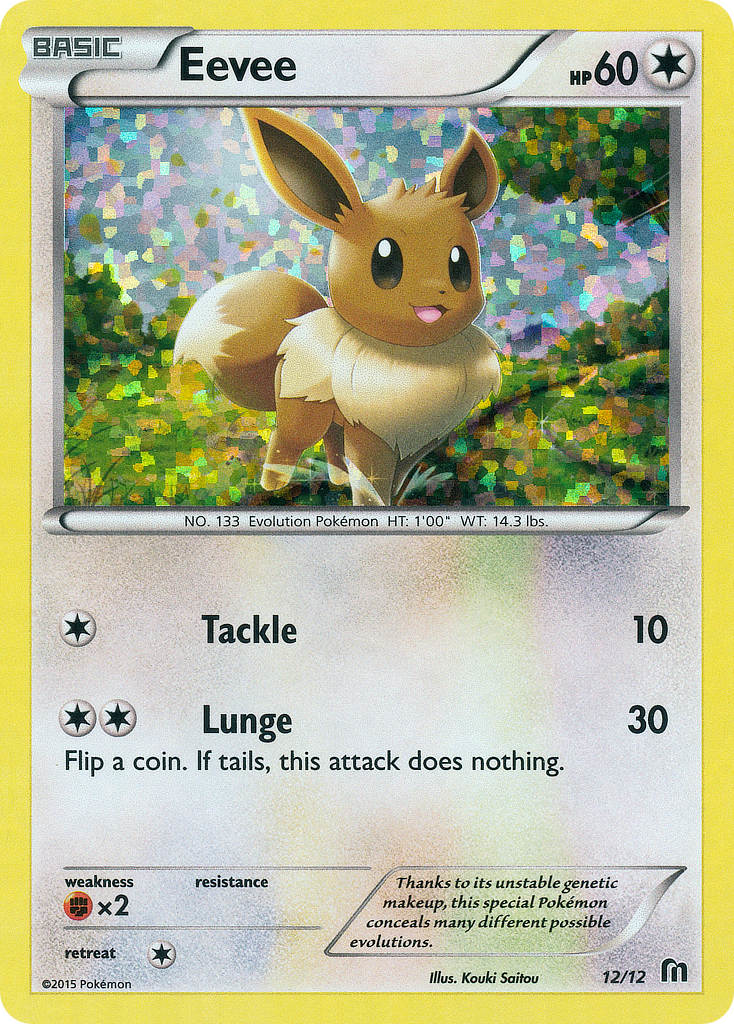 BASIC
Eevee
HP60
NO. 133 Evolution Pokémon HT: 1'00" WT: 14.3 lbs.
Tackle 10
Lunge 30
Flip a coin. If tails, this attack does nothing.
weakness resistance
×2
retreat
Thanks to its unstable genetic
makeup, this special Pokémon
conceals many different possible
evolutions.
©2015 Pokémon
Illus. Kouki Saitou
12/12
m